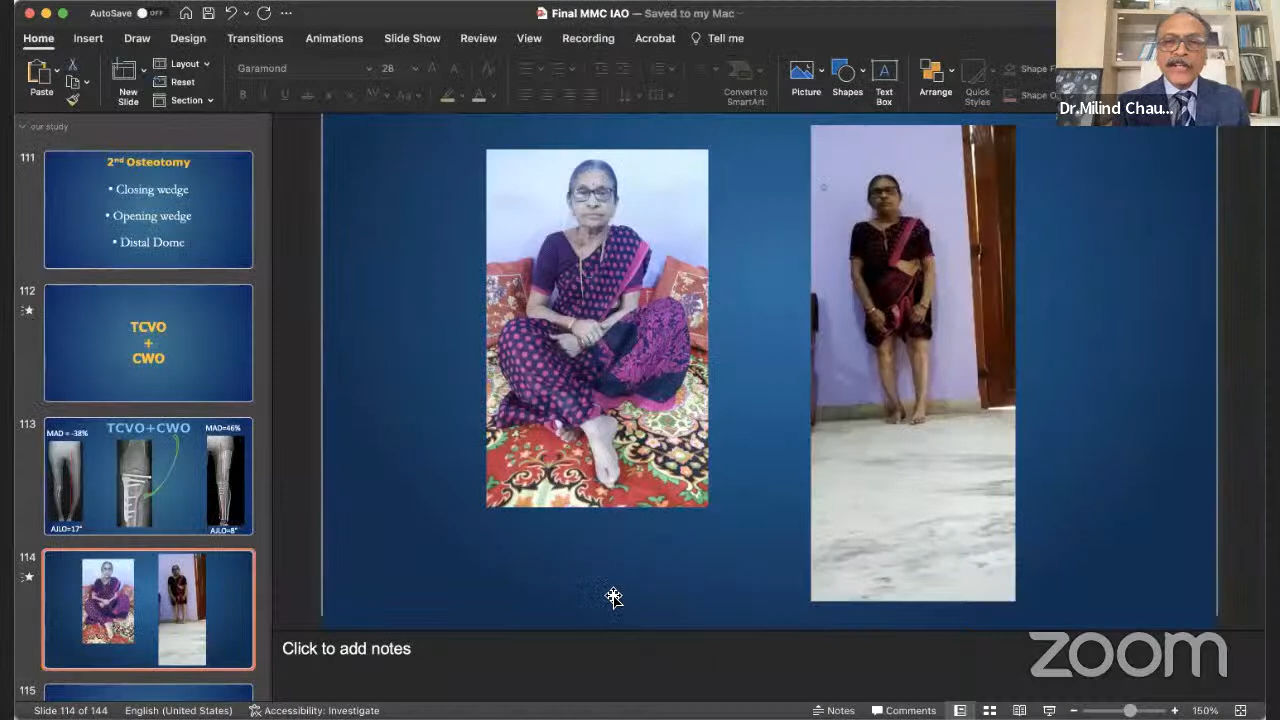 AutoSave OFF Final MMC IAO — Saved to my Mac
Home Insert Draw Design Transitions Animations Slide Show Review View Recording Acrobat Tell me
Paste
New Slide
Layout
Reset
Section
Garamond 28
Convert to SmartArt
Picture
Shapes
Text Box
Arrange
Quick Styles
Shape F
Shape O
Dr.Milind Chau...
our study
111
2nd Osteotomy
• Closing wedge
• Opening wedge
• Distal Dome
112
TCVO
+
CWO
113
TCVO+CWO
MAD = -38%
MAD=46%
AJLO=17°
AJLO=8°
114
115
Click to add notes
zoom
Slide 114 of 144 English (United States) Accessibility: Investigate Notes Comments 150%